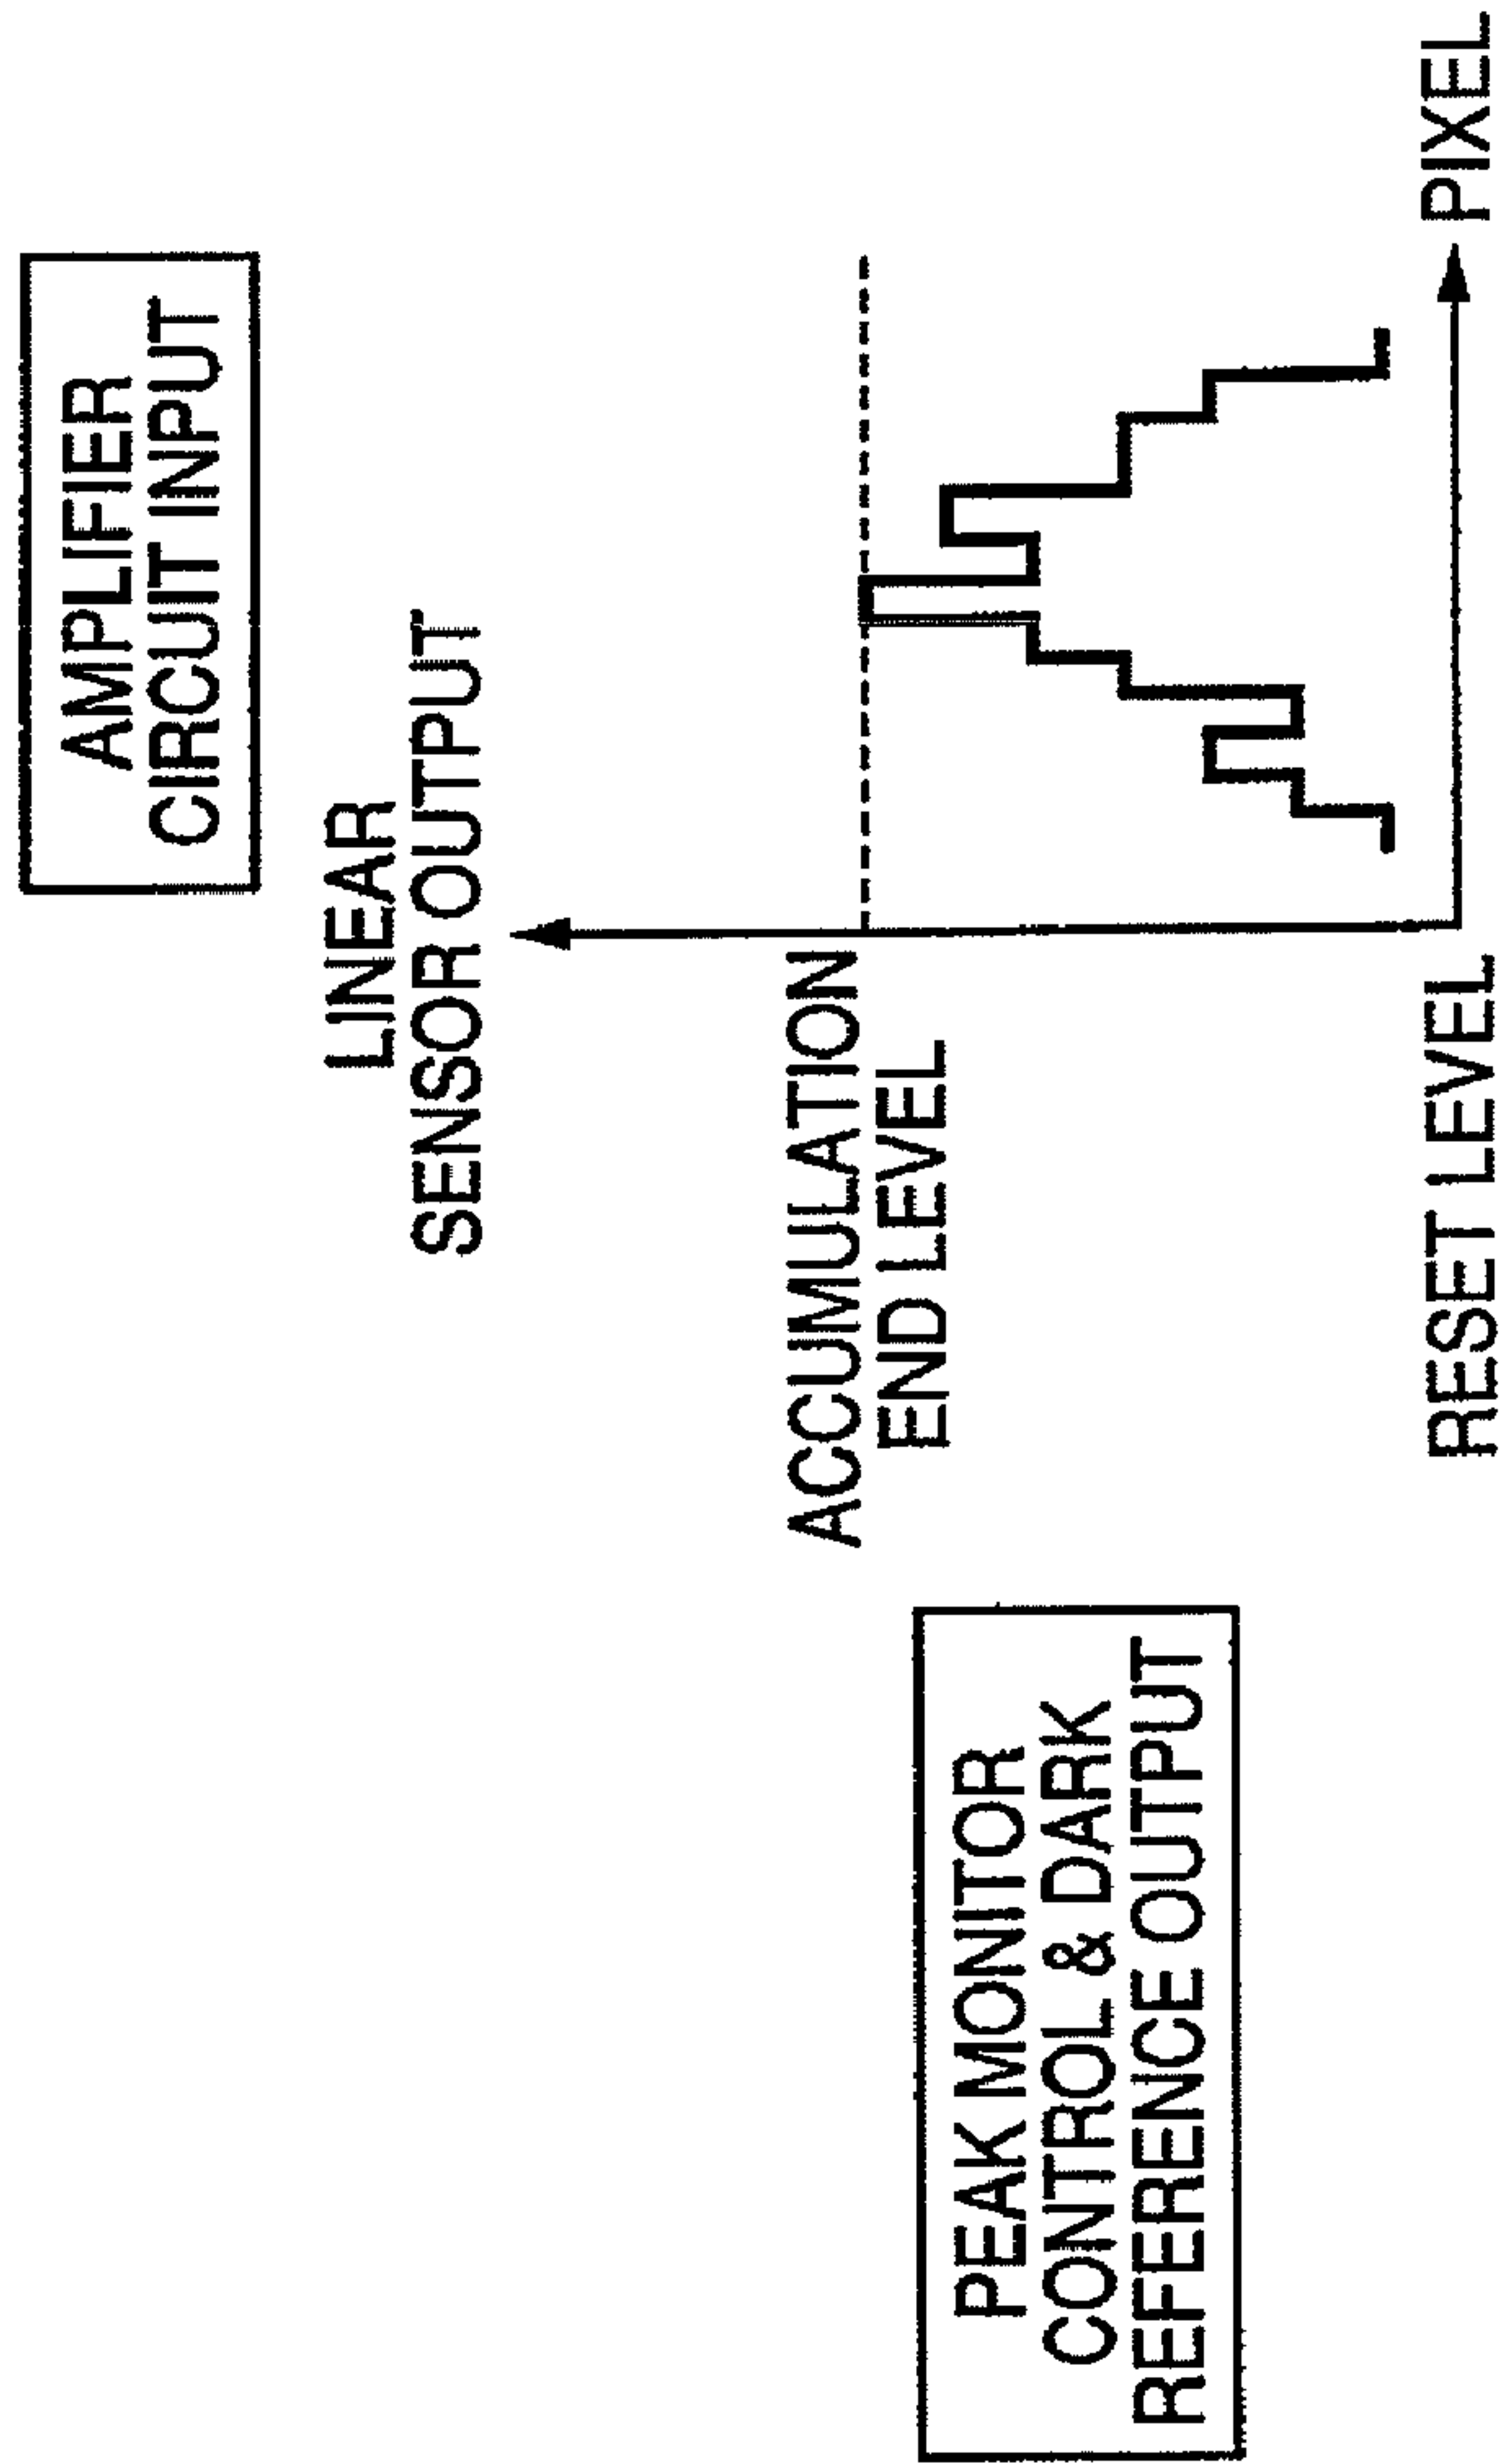 AMPLIFIER
CIRCUIT INPUT
LINEAR
SENSOR OUTPUT
ACCUMULATION
END LEVEL
PEAK MONITOR
CONTROL & DARK
REFERENCE OUTPUT
RESET LEVEL
PIXEL